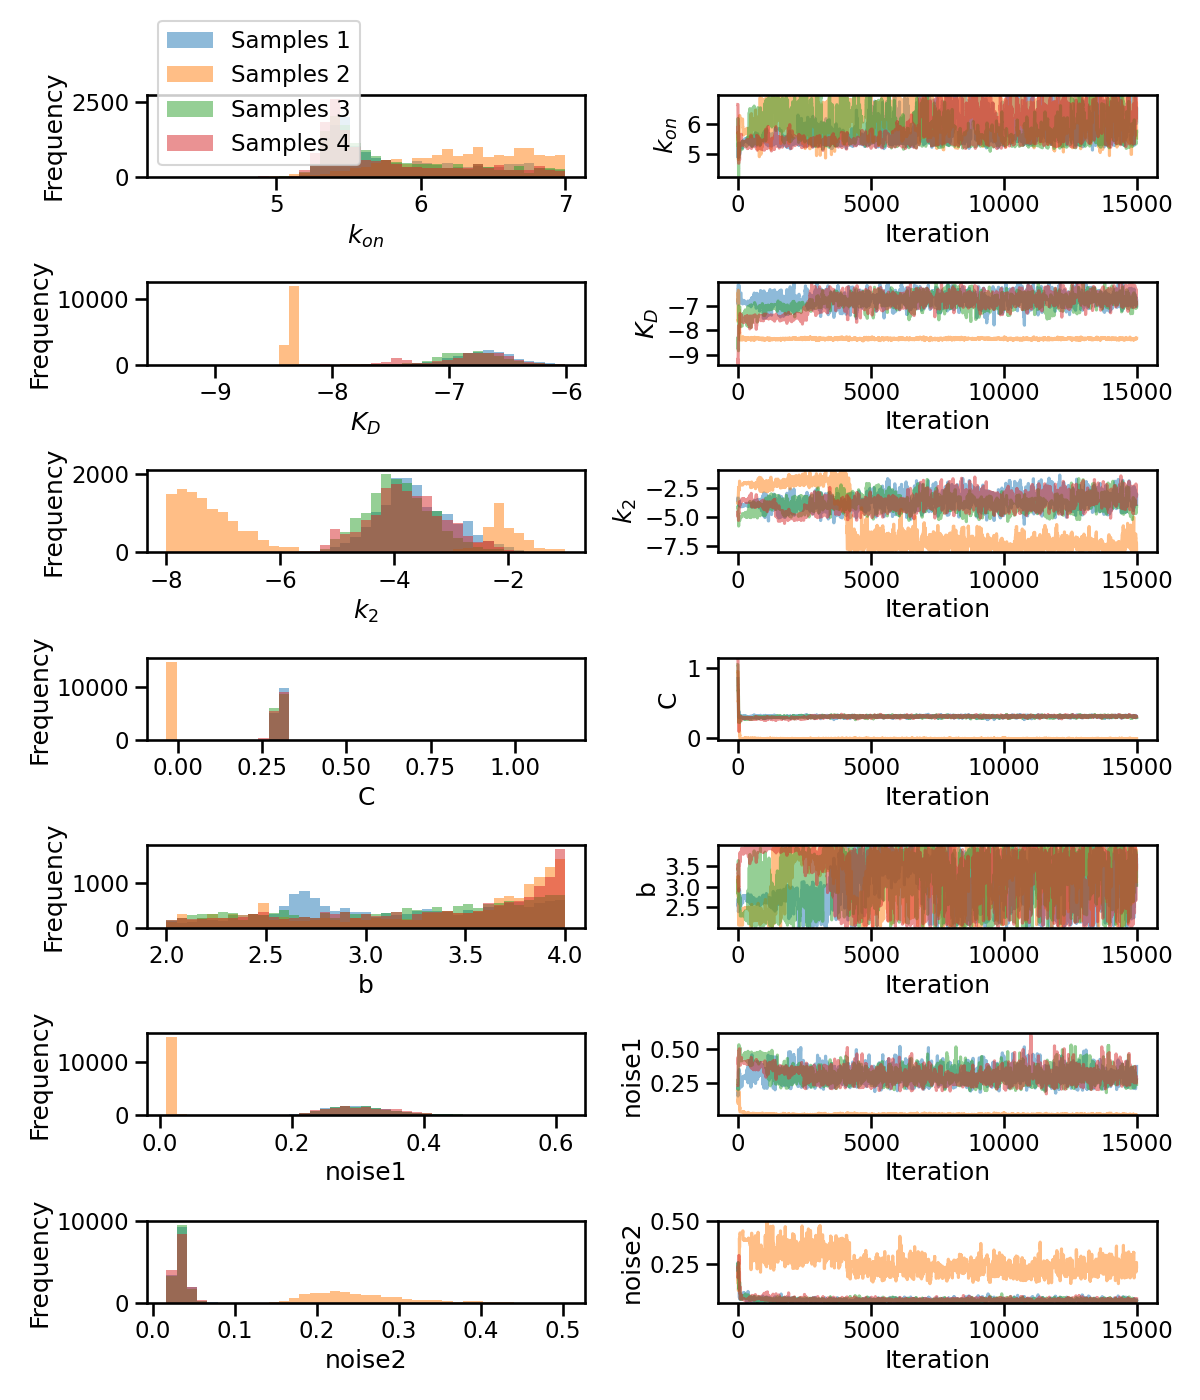 Samples 1
Samples 2
Samples 3
Samples 4
Frequency
2500
0
5 6 7
k_on
k_on
6
5
0 5000 10000 15000
Iteration
Frequency
10000
0
−9 −8 −7 −6
K_D
K_D
−7
−8
−9
0 5000 10000 15000
Iteration
Frequency
2000
0
−8 −6 −4 −2
k_2
k_2
−2.5
−5.0
−7.5
0 5000 10000 15000
Iteration
Frequency
10000
0
0.00 0.25 0.50 0.75 1.00
C
C
1
0
0 5000 10000 15000
Iteration
Frequency
1000
0
2.0 2.5 3.0 3.5 4.0
b
b
3.5
3.0
2.5
0 5000 10000 15000
Iteration
Frequency
10000
0
0.0 0.2 0.4 0.6
noise1
noise1
0.50
0.25
0 5000 10000 15000
Iteration
Frequency
10000
0
0.0 0.1 0.2 0.3 0.4 0.5
noise2
noise2
0.50
0.25
0 5000 10000 15000
Iteration